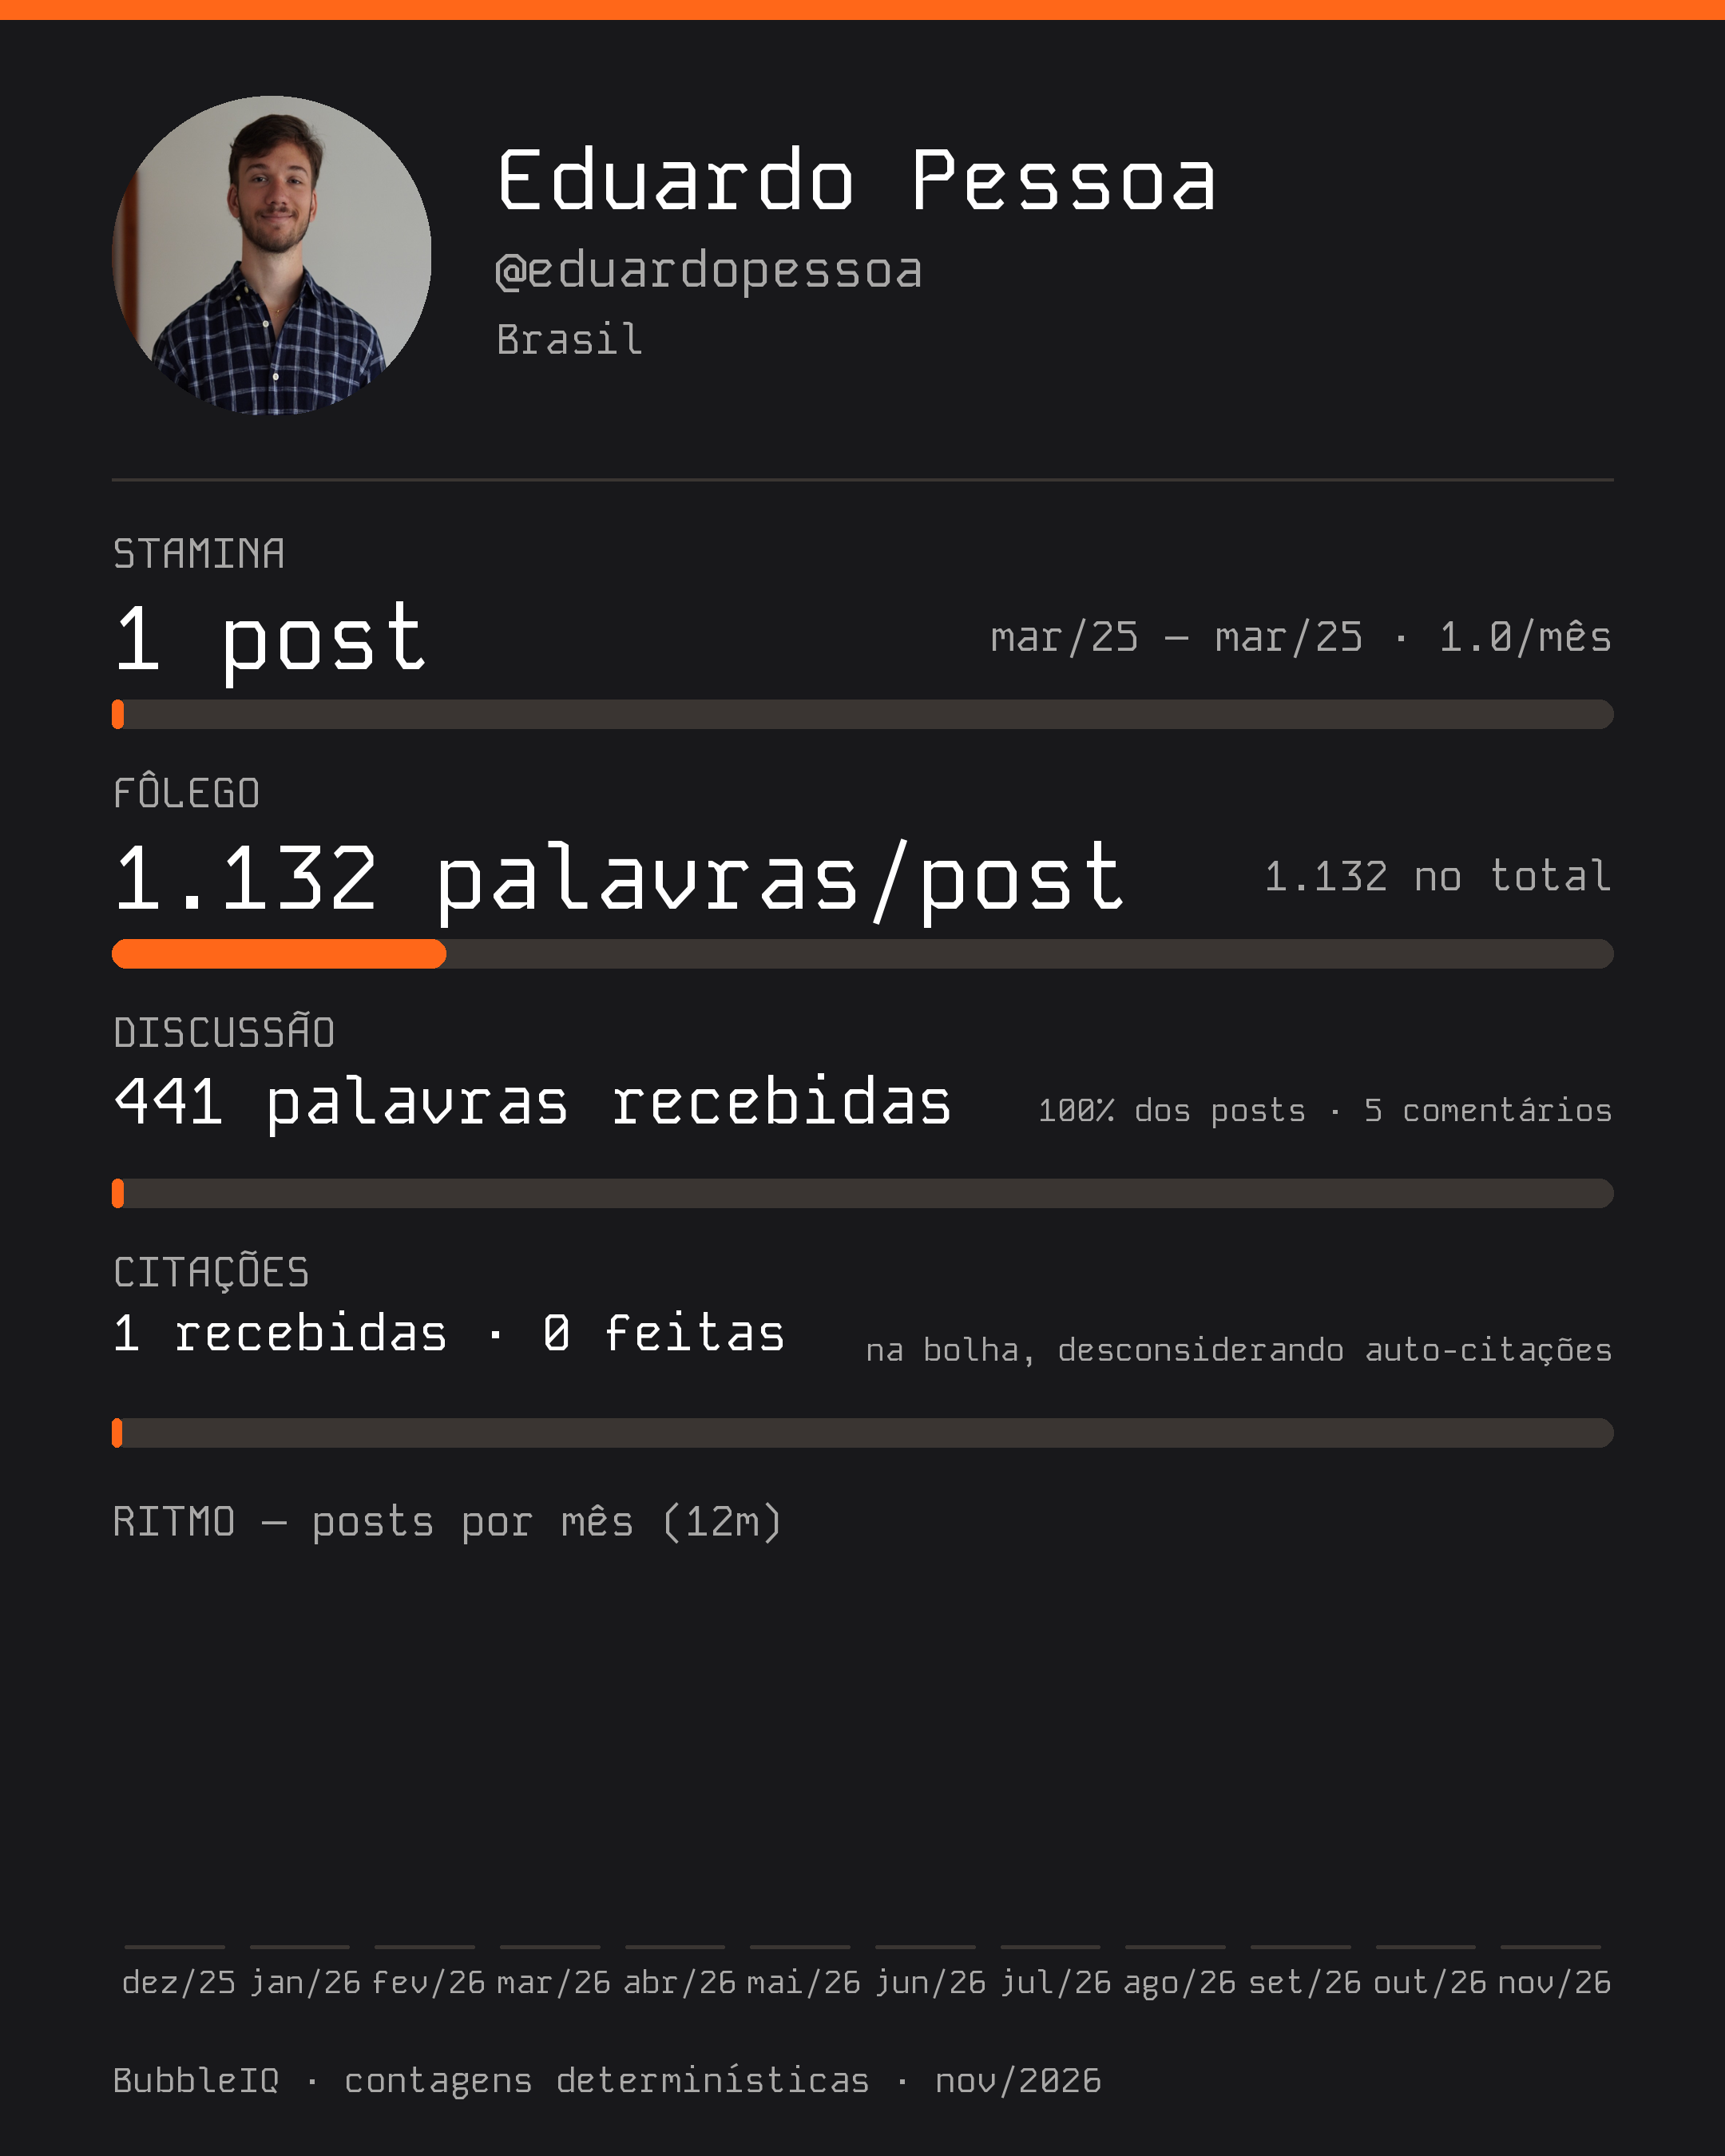 Eduardo Pessoa
@eduardopessoa
Brasil
STAMINA
1 post
mar/25 — mar/25 · 1.0/mês
FÔLEGO
1.132 palavras/post
1.132 no total
DISCUSSÃO
441 palavras recebidas
100% dos posts · 5 comentários
CITAÇÕES
1 recebidas · 0 feitas
na bolha, desconsiderando auto-citações
RITMO — posts por mês (12m)
dez/25 jan/26 fev/26 mar/26 abr/26 mai/26 jun/26 jul/26 ago/26 set/26 out/26 nov/26
BubbleIQ · contagens determinísticas · nov/2026